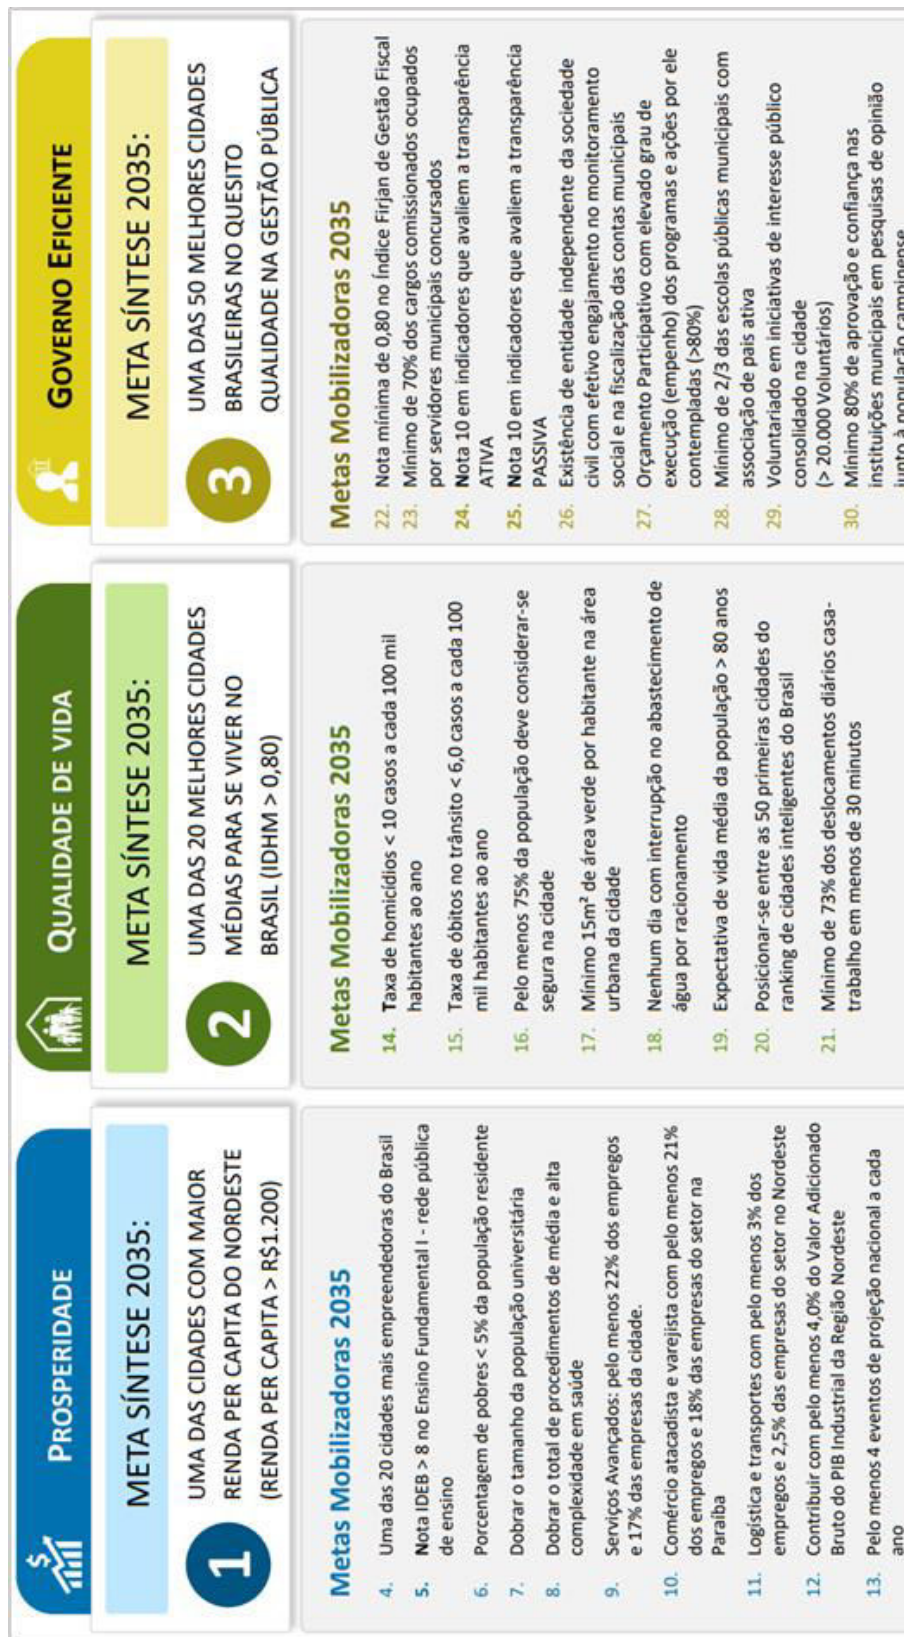 PROSPERIDADE
META SÍNTESE 2035:
1
UMA DAS CIDADES COM MAIOR
RENDA PER CAPITA DO NORDESTE
(RENDA PER CAPITA > R$1.200)
Metas Mobilizadoras 2035
4. Uma das 20 cidades mais empreendedoras do Brasil
5. Nota IDEB > 8 no Ensino Fundamental I - rede pública
de ensino
6. Porcentagem de pobres < 5% da população residente
7. Dobrar o tamanho da população universitária
8. Dobrar o total de procedimentos de média e alta
complexidade em saúde
9. Serviços Avançados: pelo menos 22% dos empregos
e 17% das empresas da cidade.
10. Comércio atacadista e varejista com pelo menos 21%
dos empregos e 18% das empresas do setor na
Paraíba
11. Logística e transportes com pelo menos 3% dos
empregos e 2,5% das empresas do setor no Nordeste
12. Contribuir com pelo menos 4,0% do Valor Adicionado
Bruto do PIB Industrial da Região Nordeste
13. Pelo menos 4 eventos de projeção nacional a cada
ano
QUALIDADE DE VIDA
META SÍNTESE 2035:
2
UMA DAS 20 MELHORES CIDADES
MÉDIAS PARA SE VIVER NO
BRASIL (IDHM > 0,80)
Metas Mobilizadoras 2035
14. Taxa de homicídios < 10 casos a cada 100 mil
habitantes ao ano
15. Taxa de óbitos no trânsito < 6,0 casos a cada 100
mil habitantes ao ano
16. Pelo menos 75% da população deve considerar-se
segura na cidade
17. Mínimo 15m² de área verde por habitante na área
urbana da cidade
18. Nenhum dia com interrupção no abastecimento de
água por racionamento
19. Expectativa de vida média da população > 80 anos
20. Posicionar-se entre as 50 primeiras cidades do
ranking de cidades inteligentes do Brasil
21. Mínimo de 73% dos deslocamentos diários casa-
trabalho em menos de 30 minutos
GOVERNO EFICIENTE
META SÍNTESE 2035:
3
UMA DAS 50 MELHORES CIDADES
BRASILEIRAS NO QUESITO
QUALIDADE NA GESTÃO PÚBLICA
Metas Mobilizadoras 2035
22. Nota mínima de 0,80 no Índice Firjan de Gestão Fiscal
23. Mínimo de 70% dos cargos comissionados ocupados
por servidores municipais concursados
24. Nota 10 em indicadores que avaliem a transparência
ATIVA
25. Nota 10 em indicadores que avaliem a transparência
PASSIVA
26. Existência de entidade independente da sociedade
civil com efetivo engajamento no monitoramento
social e na fiscalização das contas municipais
27. Orçamento Participativo com elevado grau de
execução (empenho) dos programas e ações por ele
contempladas (>80%)
28. Mínimo de 2/3 das escolas públicas municipais com
associação de pais ativa
29. Voluntariado em iniciativas de interesse público
consolidado na cidade
(> 20.000 Voluntários)
30. Mínimo 80% de aprovação e confiança nas
instituições municipais em pesquisas de opinião
junto à população campinense